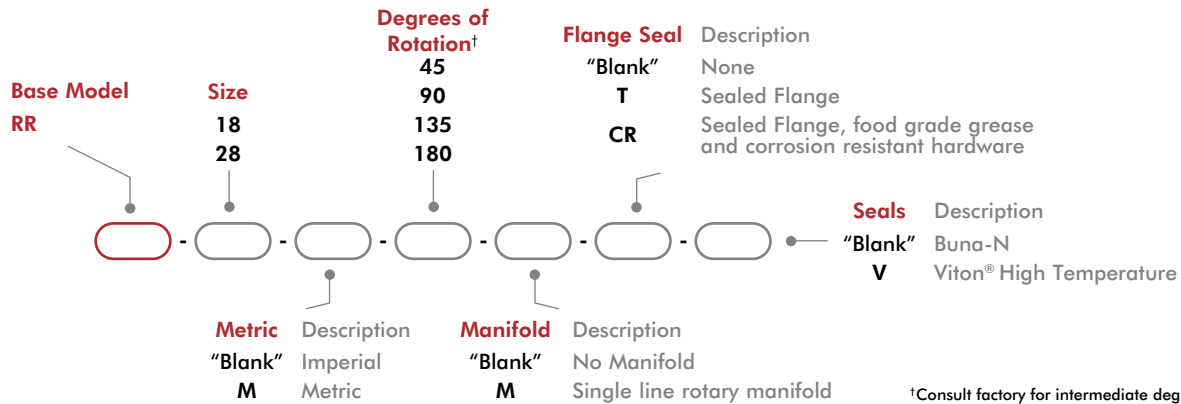 Degrees of
Rotation†
45
90
135
180
Flange Seal Description
"Blank" None
T Sealed Flange
CR Sealed Flange, food grade grease
and corrosion resistant hardware
Base Model
RR
Size
18
28
- - - - - -
Seals Description
"Blank" Buna-N
V Viton® High Temperature
Metric Description
"Blank" Imperial
M Metric
Manifold Description
"Blank" No Manifold
M Single line rotary manifold
†Consult factory for intermediate deg